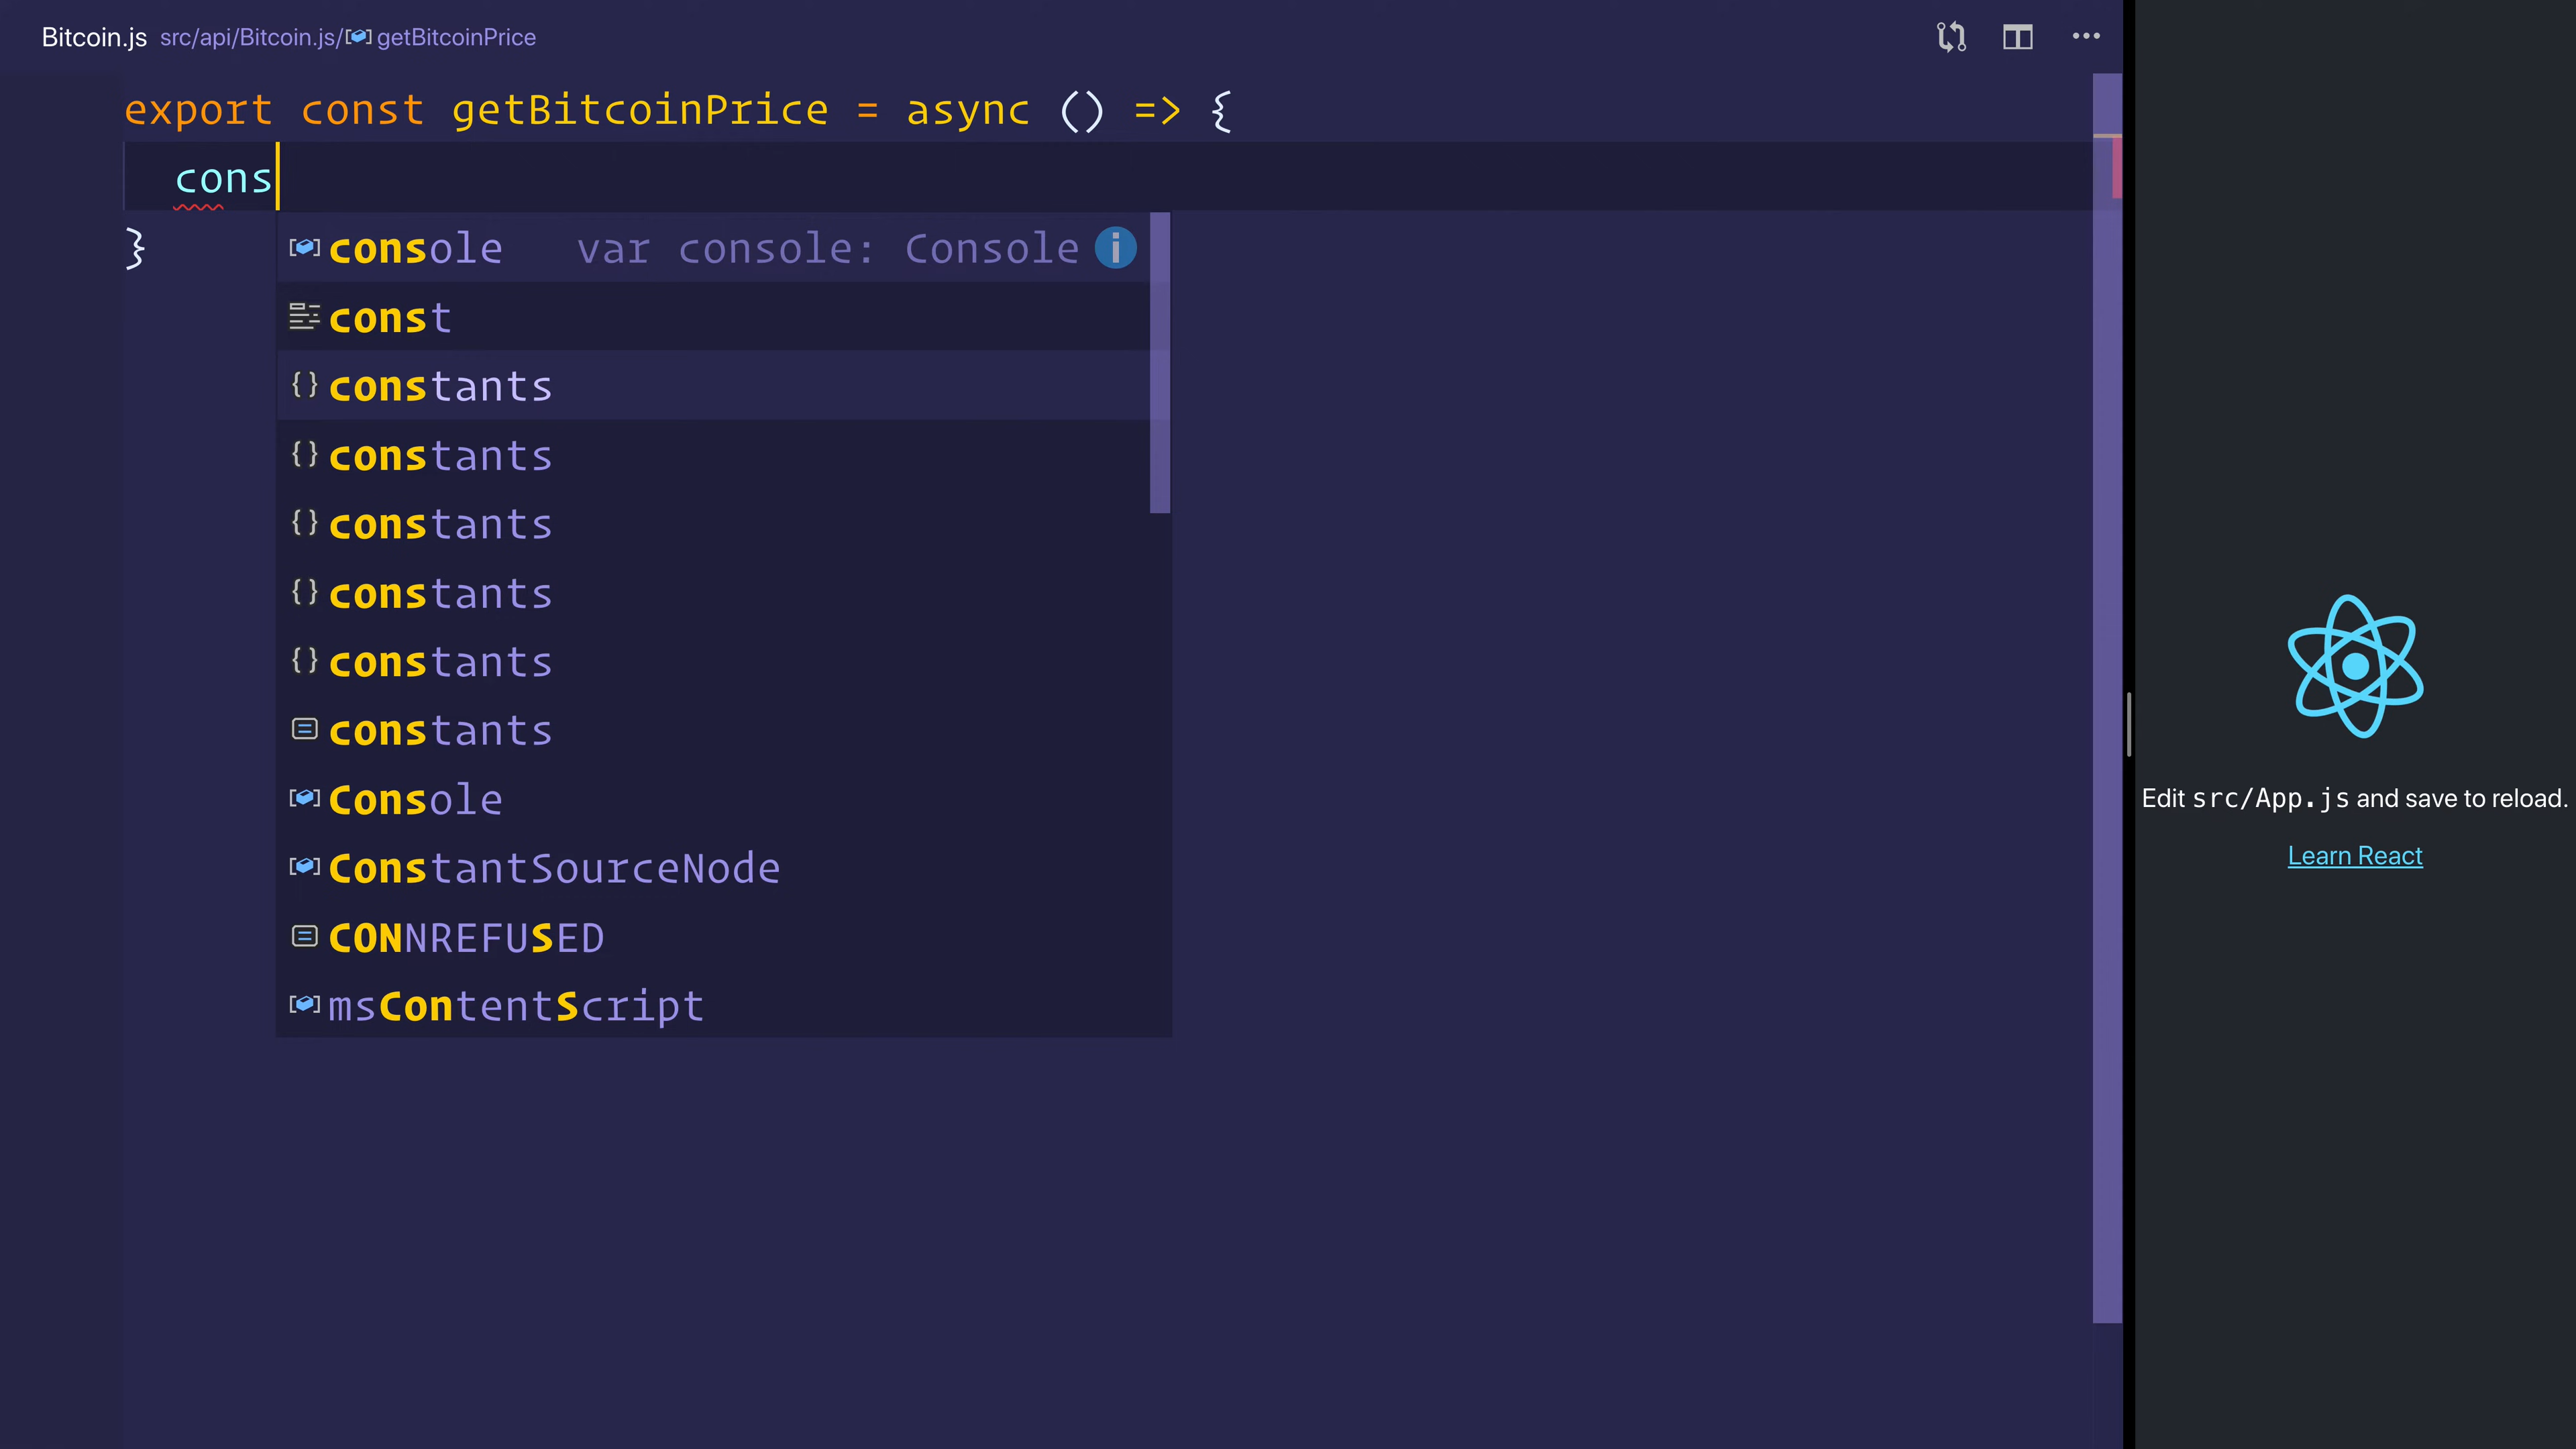 Bitcoin.js src/api/Bitcoin.js/ getBitcoinPrice
export const getBitcoinPrice = async () => {
cons
}
console var console: Console
const
constants
constants
constants
constants
constants
constants
Console
ConstantSourceNode
CONNREFUSED
msContentScript
Edit src/App.js and save to reload.
Learn React